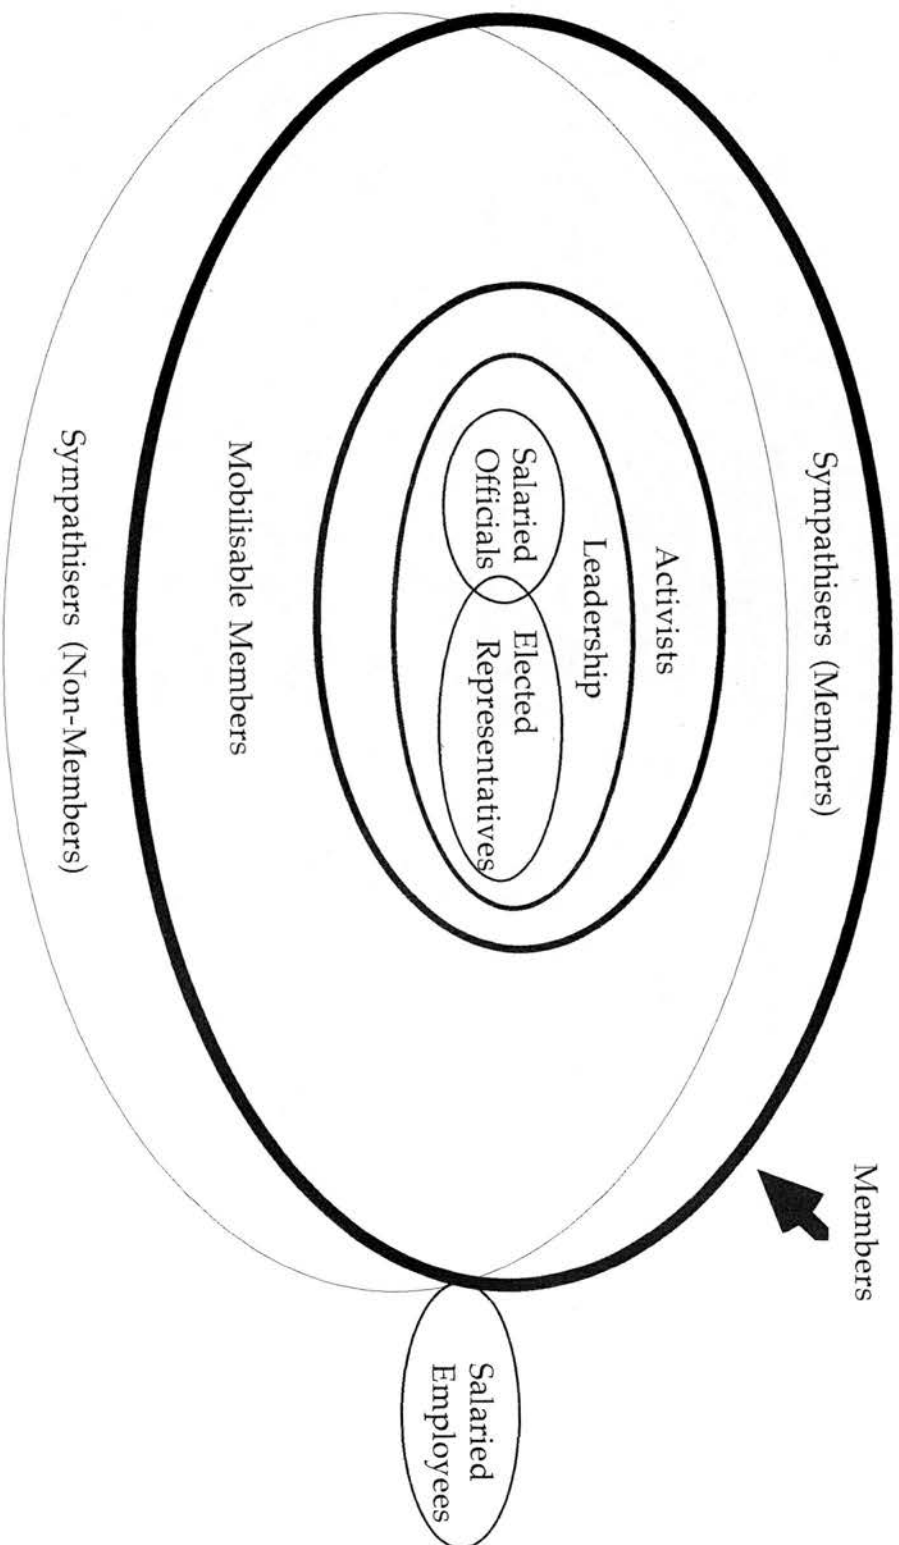 Members
Sympathisers (Members)
Activists
Leadership
Salaried
Officials
Elected
Representatives
Mobilisable Members
Sympathisers (Non-Members)
Salaried
Employees